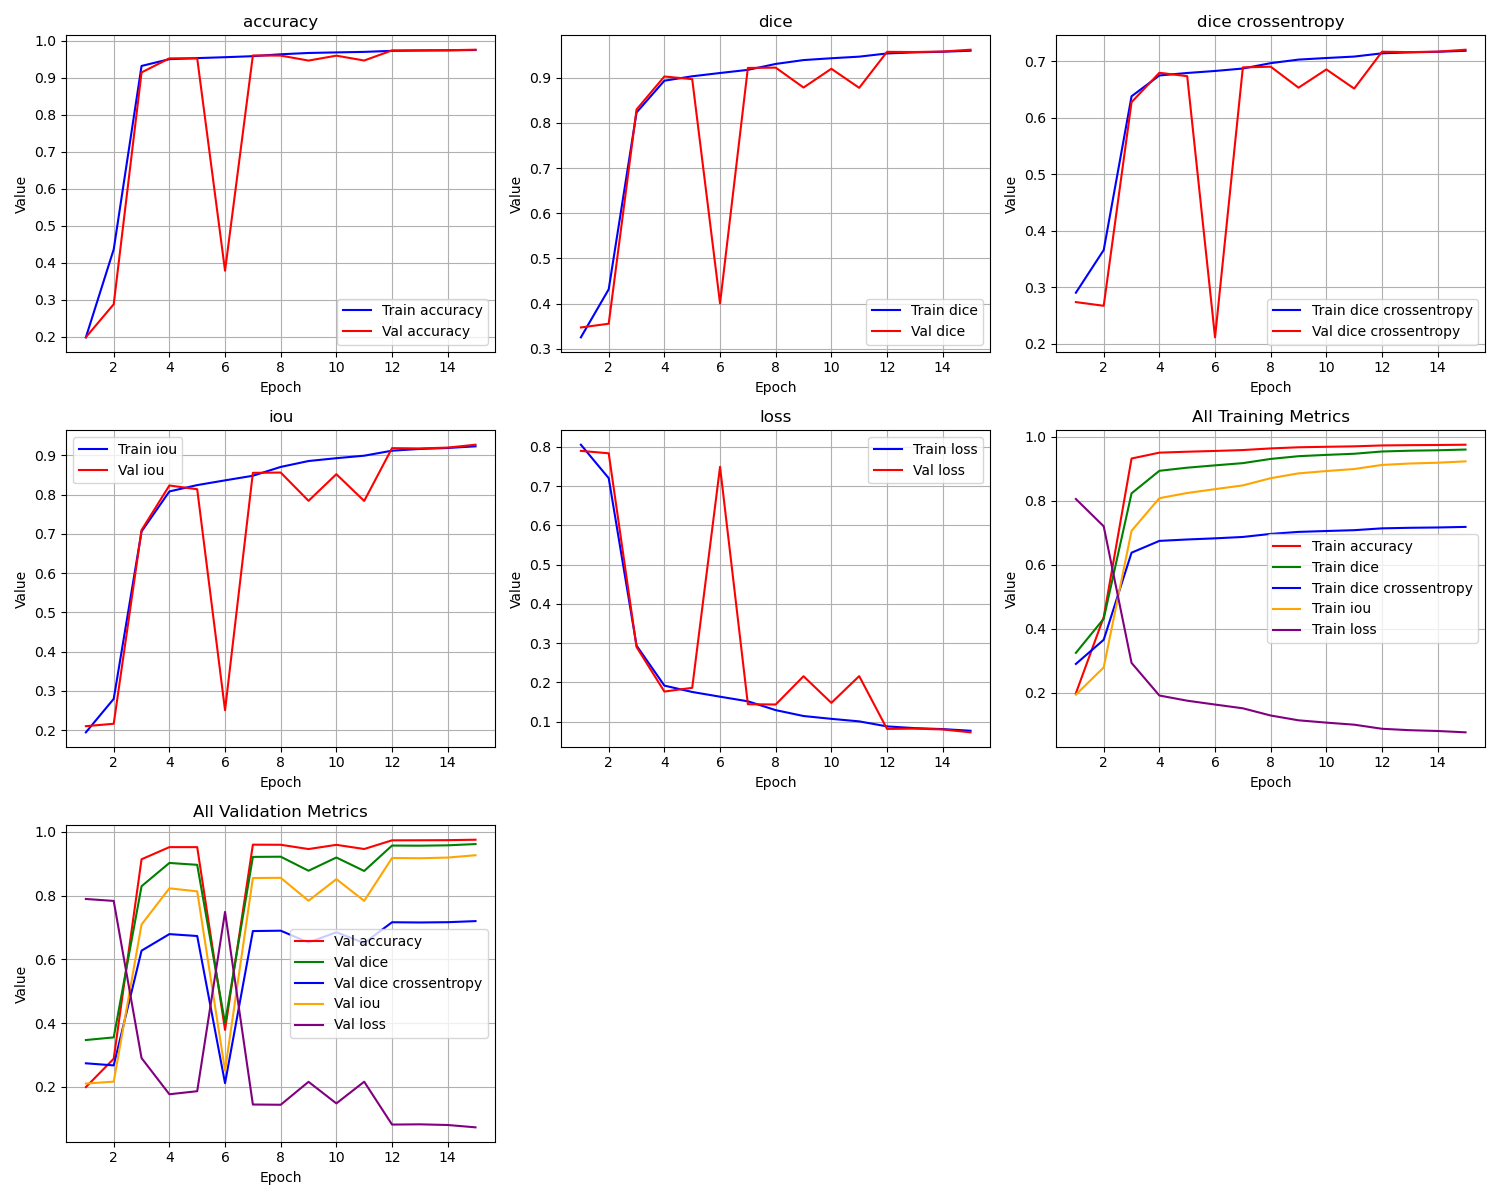 accuracy
1.0
0.9
0.8
0.7
0.6
0.5
0.4
0.3
0.2
Value
Train accuracy
Val accuracy
2 4 6 8 10 12 14
Epoch
dice
0.9
0.8
0.7
0.6
0.5
0.4
0.3
Value
Train dice
Val dice
2 4 6 8 10 12 14
Epoch
dice crossentropy
0.7
0.6
0.5
0.4
0.3
0.2
Value
Train dice crossentropy
Val dice crossentropy
2 4 6 8 10 12 14
Epoch
iou
0.9
0.8
0.7
0.6
0.5
0.4
0.3
0.2
Value
Train iou
Val iou
2 4 6 8 10 12 14
Epoch
loss
0.8
0.7
0.6
0.5
0.4
0.3
0.2
0.1
Value
Train loss
Val loss
2 4 6 8 10 12 14
Epoch
All Training Metrics
1.0
0.8
0.6
0.4
0.2
Value
Train accuracy
Train dice
Train dice crossentropy
Train iou
Train loss
2 4 6 8 10 12 14
Epoch
All Validation Metrics
1.0
0.8
0.6
0.4
0.2
Value
Val accuracy
Val dice
Val dice crossentropy
Val iou
Val loss
2 4 6 8 10 12 14
Epoch